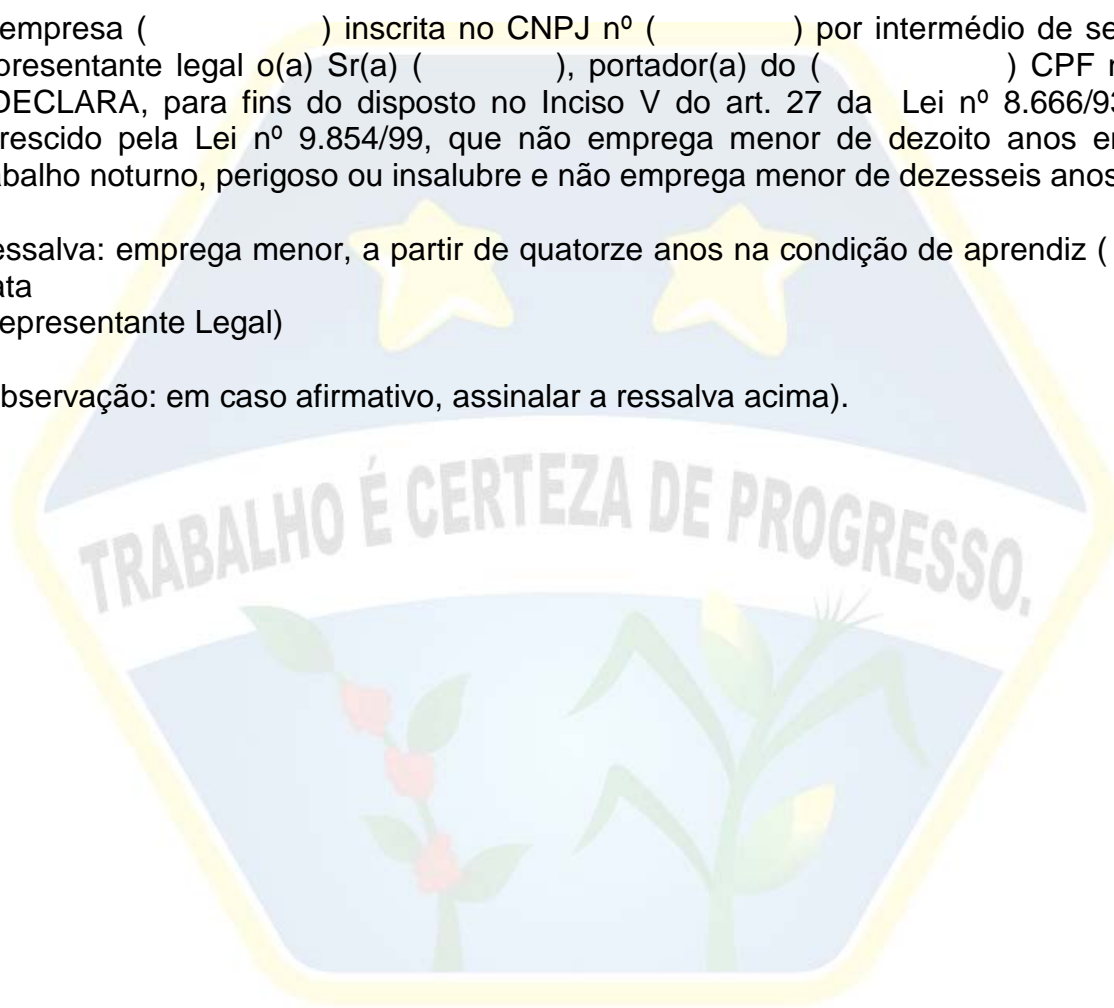 empresa (                    ) inscrita no CNPJ nº (                ) por intermédio de se
presentante legal o(a) Sr(a) (              ), portador(a) do (                    ) CPF
DECLARA, para fins do disposto no Inciso V do art. 27 da Lei nº 8.666/93
rescido pela Lei nº 9.854/99, que não emprega menor de dezoito anos e
abalho noturno, perigoso ou insalubre e não emprega menor de dezesseis anos
essalva: emprega menor, a partir de quatorze anos na condição de aprendiz (
ata
epresentante Legal)
bservação: em caso afirmativo, assinalar a ressalva acima).
TRABALHO É CERTEZA DE PROGRESSO.